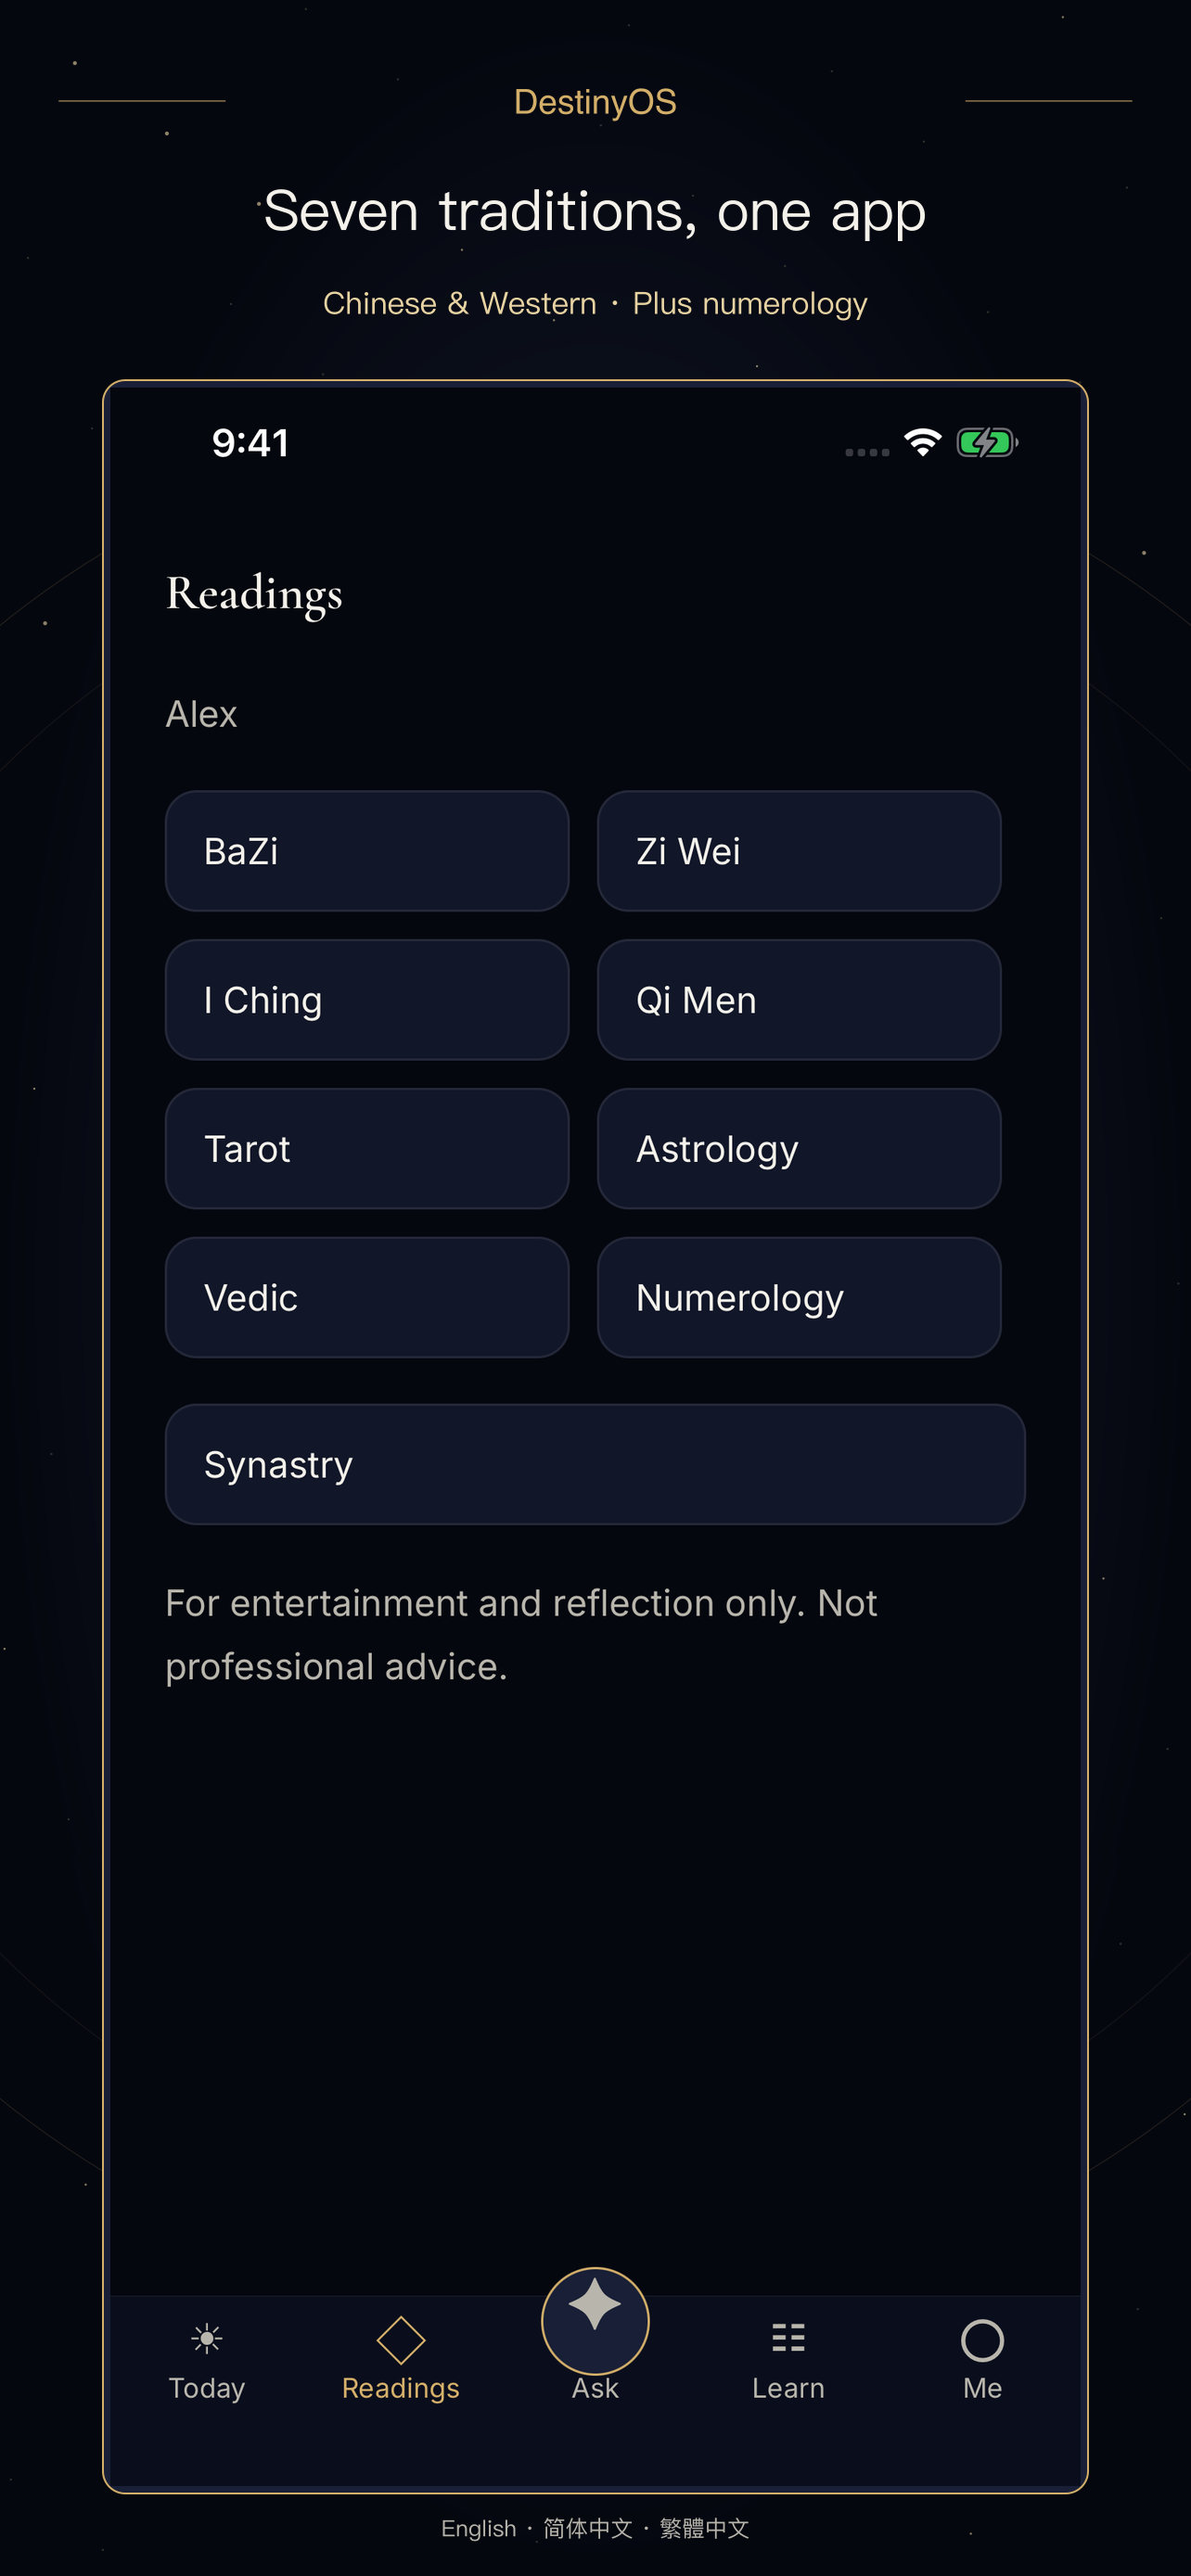 DestinyOS
Seven traditions, one app
Chinese & Western · Plus numerology
9:41
Readings
Alex
BaZi
Zi Wei
I Ching
Qi Men
Tarot
Astrology
Vedic
Numerology
Synastry
For entertainment and reflection only. Not
professional advice.
Today
Readings
Ask
Learn
Me
English · 简体中文 · 繁體中文